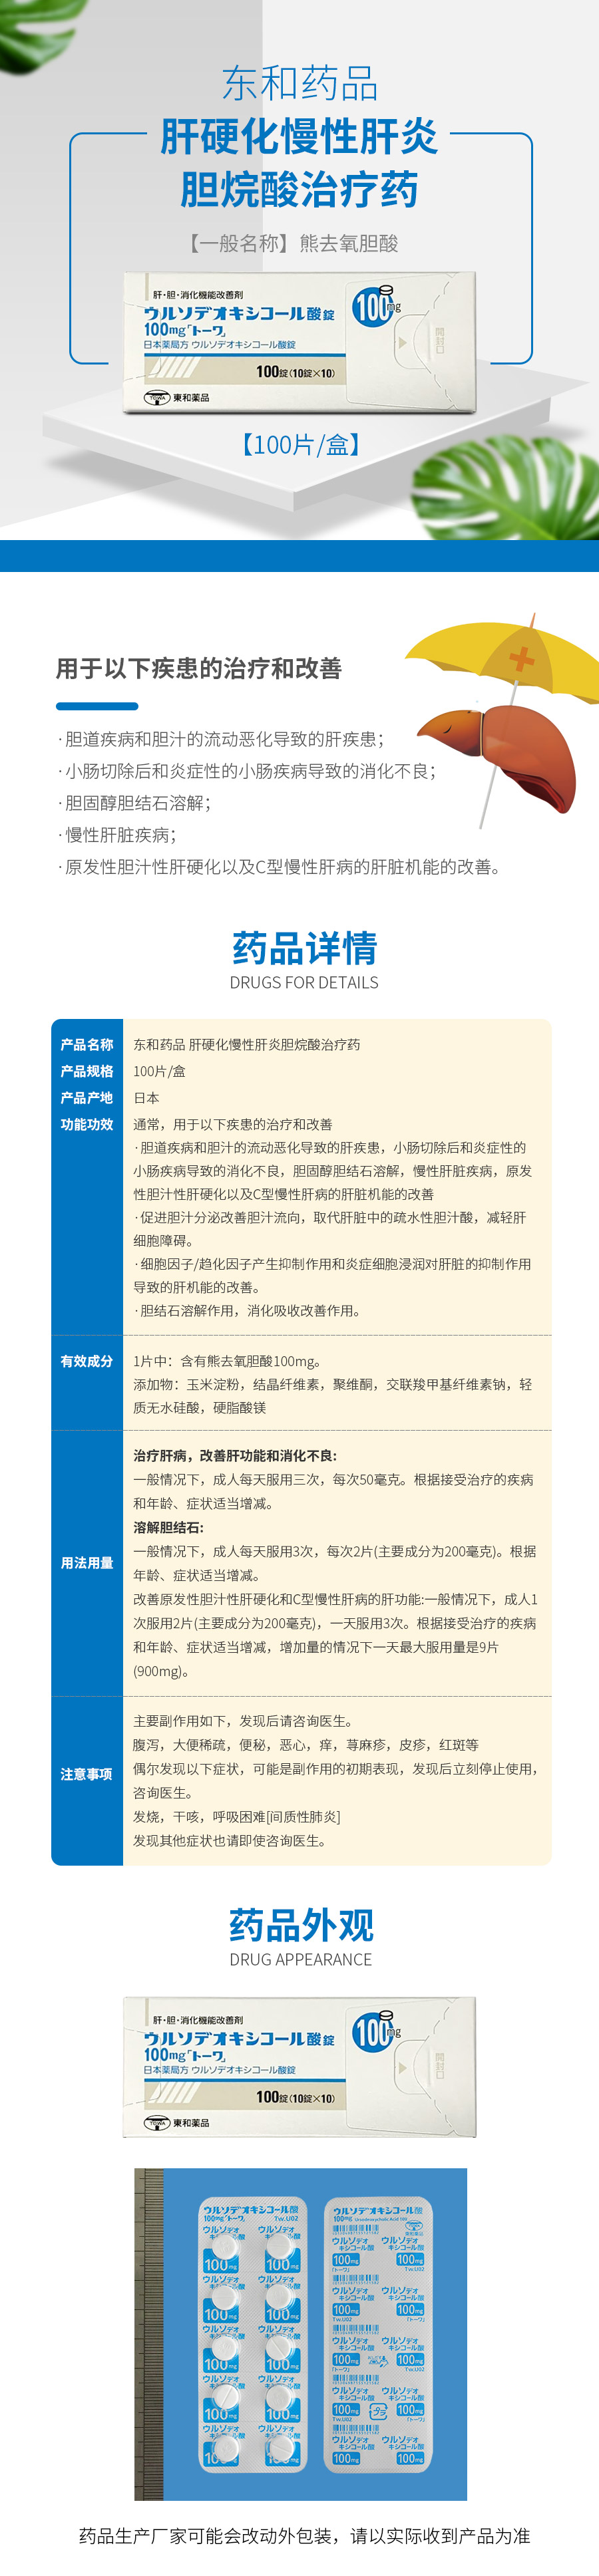 东和药品
肝硬化慢性肝炎
胆烷酸治疗药
【一般名称】熊去氧胆酸
肝・胆・消化機能改善剤
ウルソデオキシコール酸錠
100mg「トーワ」
日本薬局方 ウルソデオキシコール酸錠
100錠(10錠×10)
TOWA 東和薬品
100mg
開封口
【100片/盒】
用于以下疾患的治疗和改善
·胆道疾病和胆汁的流动恶化导致的肝疾患；
·小肠切除后和炎症性的小肠疾病导致的消化不良；
·胆固醇胆结石溶解；
·慢性肝脏疾病；
·原发性胆汁性肝硬化以及C型慢性肝病的肝脏机能的改善。
药品详情
DRUGS FOR DETAILS
产品名称 东和药品 肝硬化慢性肝炎胆烷酸治疗药
产品规格 100片/盒
产品产地 日本
功能功效 通常，用于以下疾患的治疗和改善
·胆道疾病和胆汁的流动恶化导致的肝疾患，小肠切除后和炎症性的
小肠疾病导致的消化不良，胆固醇胆结石溶解，慢性肝脏疾病，原发
性胆汁性肝硬化以及C型慢性肝病的肝脏机能的改善
·促进胆汁分泌改善胆汁流向，取代肝脏中的疏水性胆汁酸，减轻肝
细胞障碍。
·细胞因子/趋化因子产生抑制作用和炎症细胞浸润对肝脏的抑制作用
导致的肝机能的改善。
·胆结石溶解作用，消化吸收改善作用。
有效成分 1片中：含有熊去氧胆酸100mg。
添加物：玉米淀粉，结晶纤维素，聚维酮，交联羧甲基纤维素钠，轻
质无水硅酸，硬脂酸镁
用法用量
治疗肝病，改善肝功能和消化不良:
一般情况下，成人每天服用三次，每次50毫克。根据接受治疗的疾病
和年龄、症状适当增减。
溶解胆结石:
一般情况下，成人每天服用3次，每次2片(主要成分为200毫克)。根据
年龄、症状适当增减。
改善原发性胆汁性肝硬化和C型慢性肝病的肝功能:一般情况下，成人1
次服用2片(主要成分为200毫克)，一天服用3次。根据接受治疗的疾病
和年龄、症状适当增减，增加量的情况下一天最大服用量是9片
(900mg)。
注意事项
主要副作用如下，发现后请咨询医生。
腹泻，大便稀疏，便秘，恶心，痒，荨麻疹，皮疹，红斑等
偶尔发现以下症状，可能是副作用的初期表现，发现后立刻停止使用，
咨询医生。
发烧，干咳，呼吸困难[间质性肺炎]
发现其他症状也请即使咨询医生。
药品外观
DRUG APPEARANCE
肝・胆・消化機能改善剤
ウルソデオキシコール酸錠
100mg「トーワ」
日本薬局方 ウルソデオキシコール酸錠
100錠(10錠×10)
TOWA 東和薬品
100mg
開封口
ウルソデオキシコール酸
100mg「トーワ」 Tw.U02
ウルソデオキシコール酸
100mg
药品生产厂家可能会改动外包装，请以实际收到产品为准